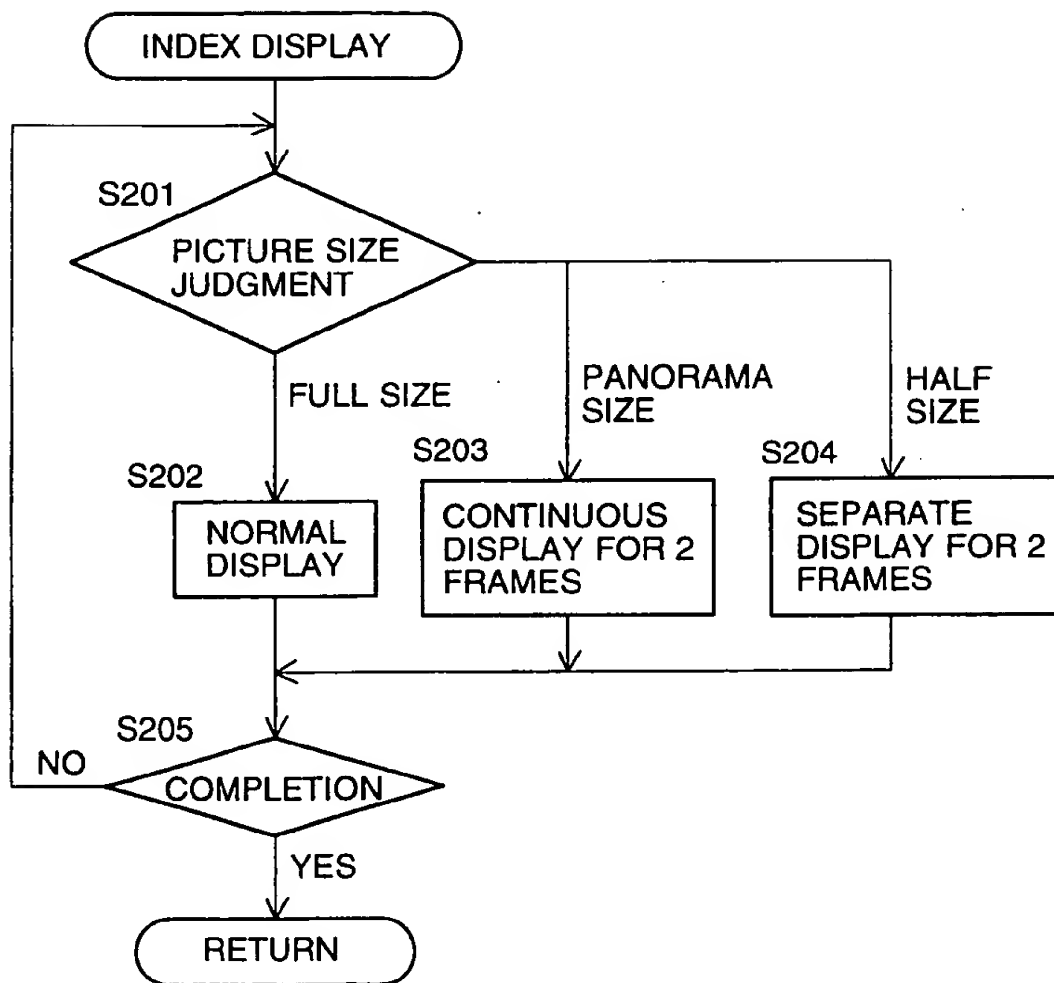 INDEX DISPLAY
S201
PICTURE SIZE
JUDGMENT
FULL SIZE
PANORAMA
SIZE
HALF
SIZE
S202
NORMAL
DISPLAY
S203
CONTINUOUS
DISPLAY FOR 2
FRAMES
S204
SEPARATE
DISPLAY FOR 2
FRAMES
S205
NO
COMPLETION
YES
RETURN